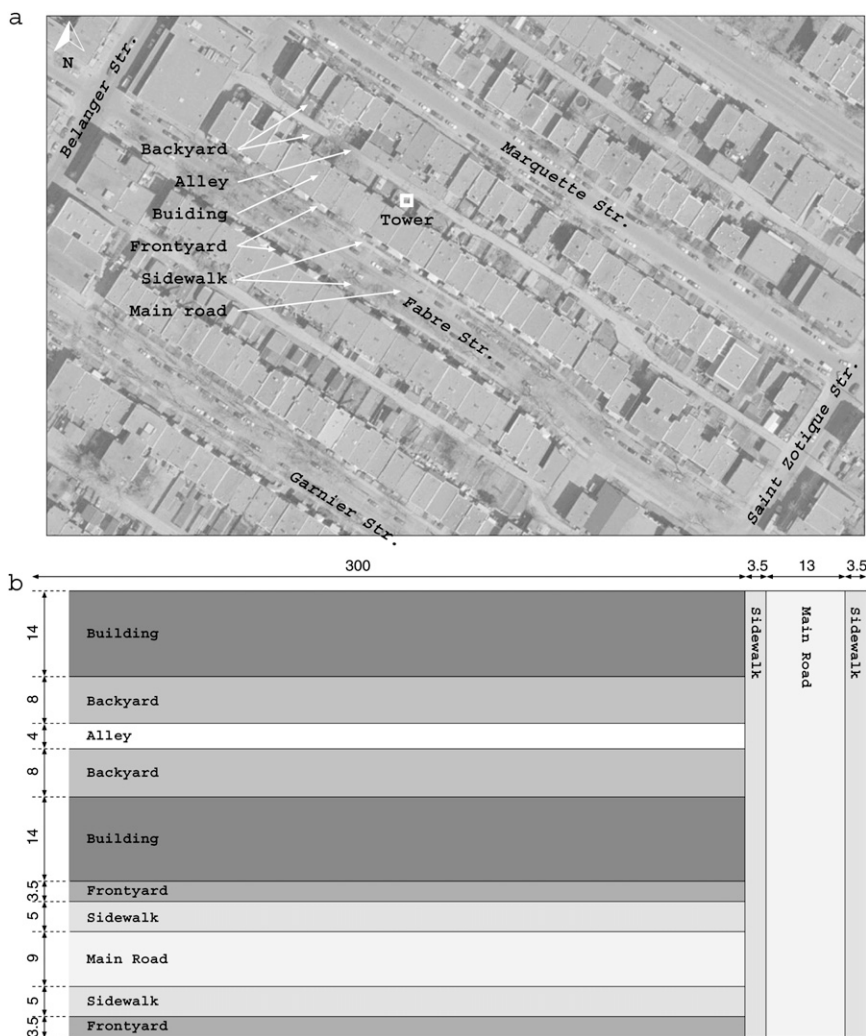 a
N
Belanger Str.
Backyard
Alley
Buiding
Frontyard
Sidewalk
Main road
Tower
Marquette Str.
Fabre Str.
Garnier Str.
Saint Zotique Str.
b
300
3.5
13
3.5
14
Building
8
Backyard
4
Alley
8
Backyard
14
Building
3.5
Frontyard
5
Sidewalk
9
Main Road
5
Sidewalk
3.5
Frontyard
Sidewalk
Main Road
Sidewalk